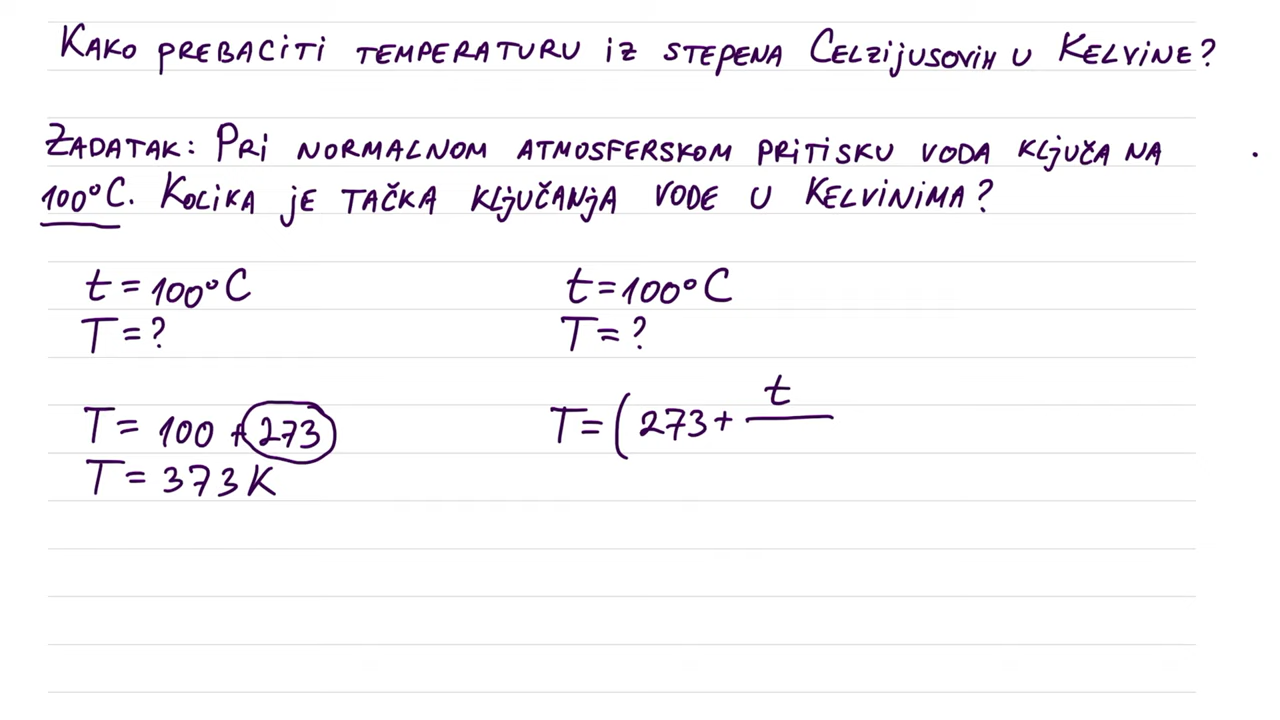 KAKO PREBACITI TEMPERATURU IZ STEPENA CELZIJUSOVIH U KELVINE?
ZADATAK: PRI NORMALNOM ATMOSFERSKOM PRITISKU VODA KLJUČA NA
100°C. KOLIKA JE TAČKA KLJUČANJA VODE U KELVINIMA?
t = 100°C
T = ?
T = 100 + 273
T = 373 K
t = 100°C
T = ?
T = ( 273 + t/